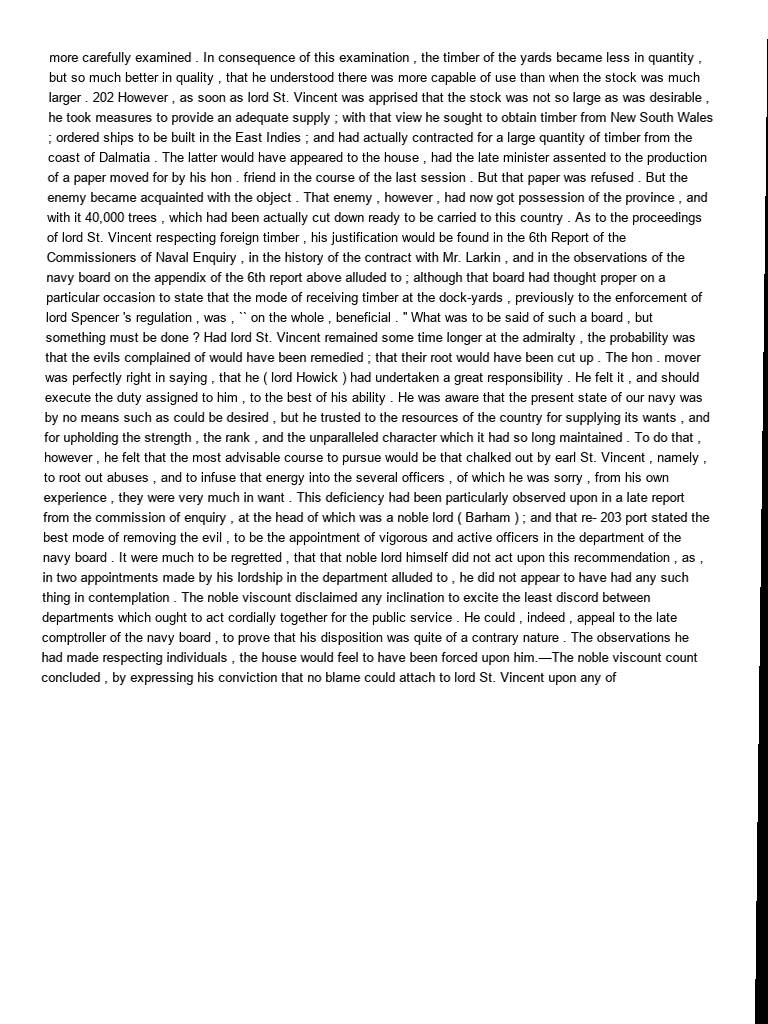 more carefully examined . In consequence of this examination , the timber of the yards became less in quantity ,
but so much better in quality , that he understood there was more capable of use than when the stock was much
larger . 202 However , as soon as lord St. Vincent was apprised that the stock was not so large as was desirable ,
he took measures to provide an adequate supply ; with that view he sought to obtain timber from New South Wales
; ordered ships to be built in the East Indies ; and had actually contracted for a large quantity of timber from the
coast of Dalmatia . The latter would have appeared to the house , had the late minister assented to the production
of a paper moved for by his hon . friend in the course of the last session . But that paper was refused . But the
enemy became acquainted with the object . That enemy , however , had now got possession of the province , and
with it 40,000 trees , which had been actually cut down ready to be carried to this country . As to the proceedings
of lord St. Vincent respecting foreign timber , his justification would be found in the 6th Report of the
Commissioners of Naval Enquiry , in the history of the contract with Mr. Larkin , and in the observations of the
navy board on the appendix of the 6th report above alluded to ; although that board had thought proper on a
particular occasion to state that the mode of receiving timber at the dock-yards , previously to the enforcement of
lord Spencer 's regulation , was , `` on the whole , beneficial . '' What was to be said of such a board , but
something must be done ? Had lord St. Vincent remained some time longer at the admiralty , the probability was
that the evils complained of would have been remedied ; that their root would have been cut up . The hon . mover
was perfectly right in saying , that he ( lord Howick ) had undertaken a great responsibility . He felt it , and should
execute the duty assigned to him , to the best of his ability . He was aware that the present state of our navy was
by no means such as could be desired , but he trusted to the resources of the country for supplying its wants , and
for upholding the strength , the rank , and the unparalleled character which it had so long maintained . To do that ,
however , he felt that the most advisable course to pursue would be that chalked out by earl St. Vincent , namely ,
to root out abuses , and to infuse that energy into the several officers , of which he was sorry , from his own
experience , they were very much in want . This deficiency had been particularly observed upon in a late report
from the commission of enquiry , at the head of which was a noble lord ( Barham ) ; and that re- 203 port stated the
best mode of removing the evil , to be the appointment of vigorous and active officers in the department of the
navy board . It were much to be regretted , that that noble lord himself did not act upon this recommendation , as ,
in two appointments made by his lordship in the department alluded to , he did not appear to have had any such
thing in contemplation . The noble viscount disclaimed any inclination to excite the least discord between
departments which ought to act cordially together for the public service . He could , indeed , appeal to the late
comptroller of the navy board , to prove that his disposition was quite of a contrary nature . The observations he
had made respecting individuals , the house would feel to have been forced upon him.—The noble viscount count
concluded , by expressing his conviction that no blame could attach to lord St. Vincent upon any of